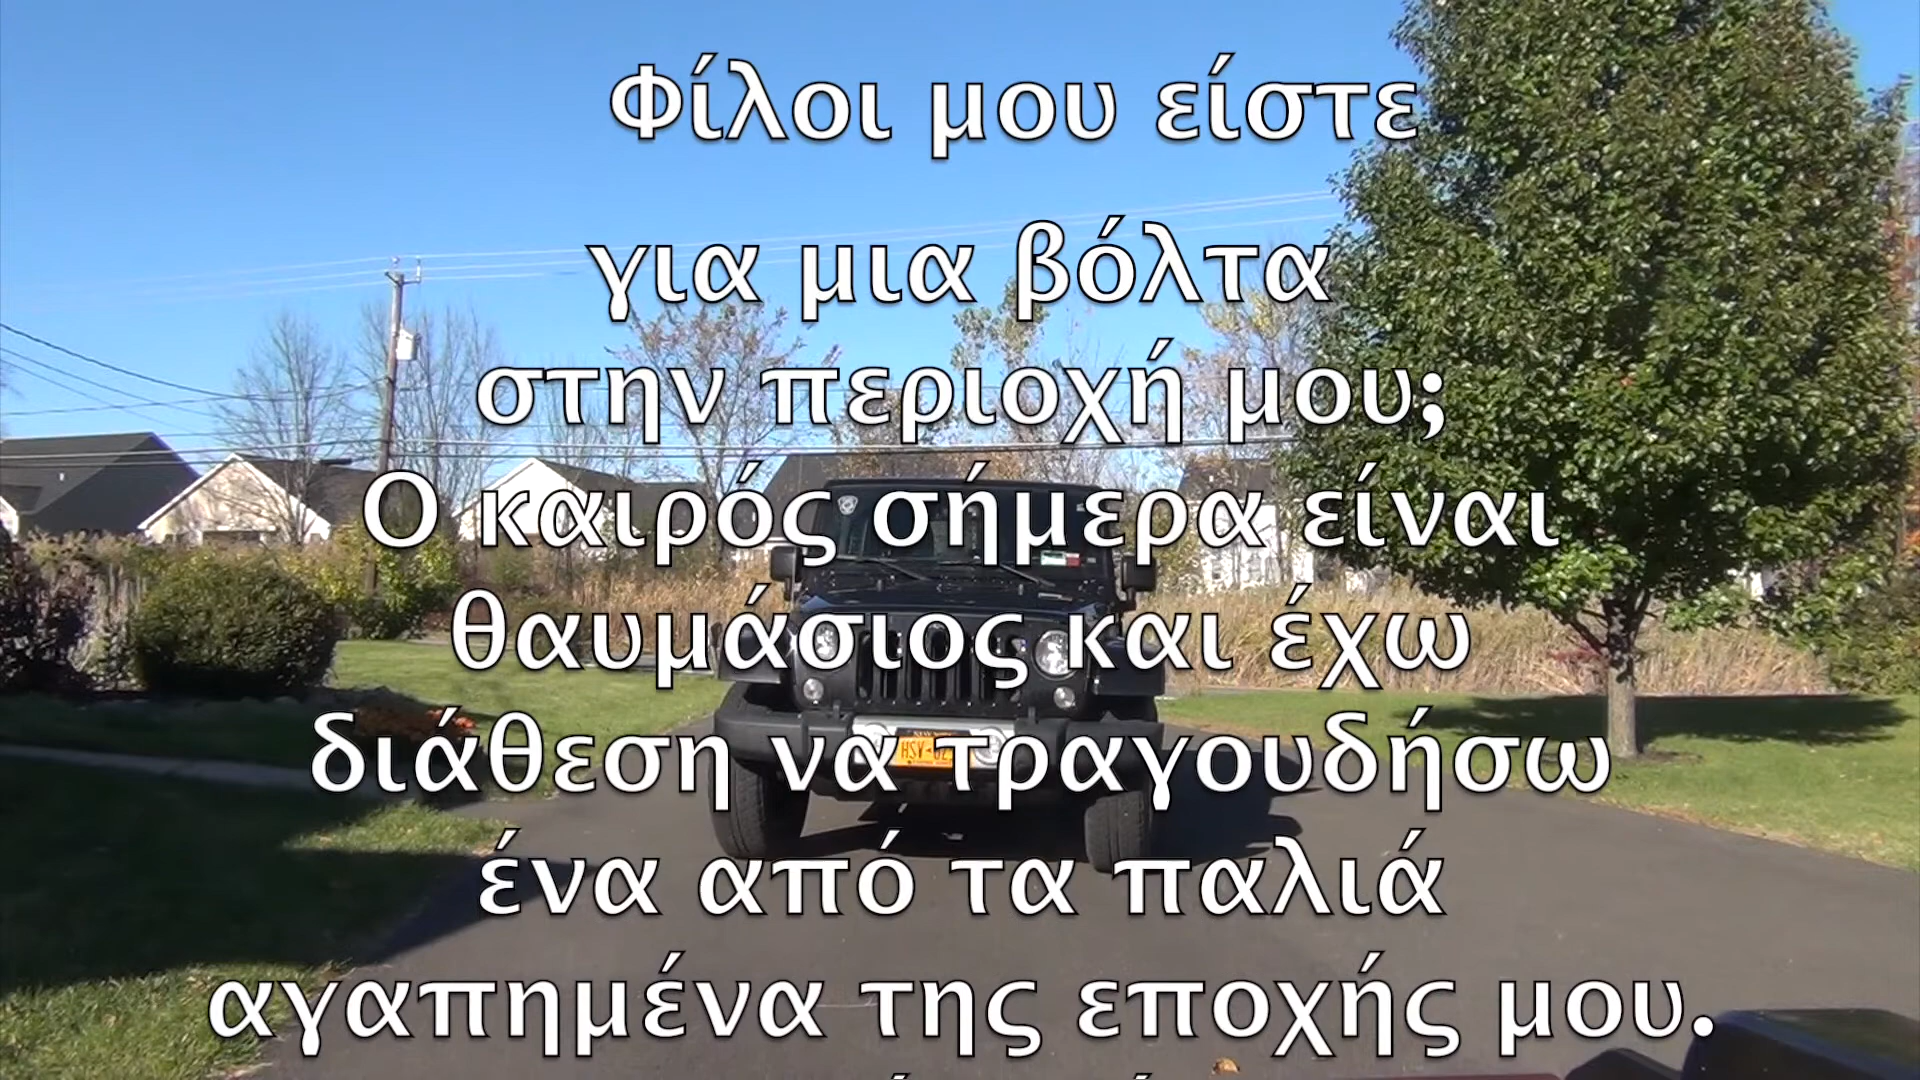 Φίλοι μου είστε
για μια βόλτα
στην περιοχή μου;
Ο καιρός σήμερα είναι
θαυμάσιος και έχω
διάθεση να τραγουδήσω
ένα από τα παλιά
αγαπημένα της εποχής μου.